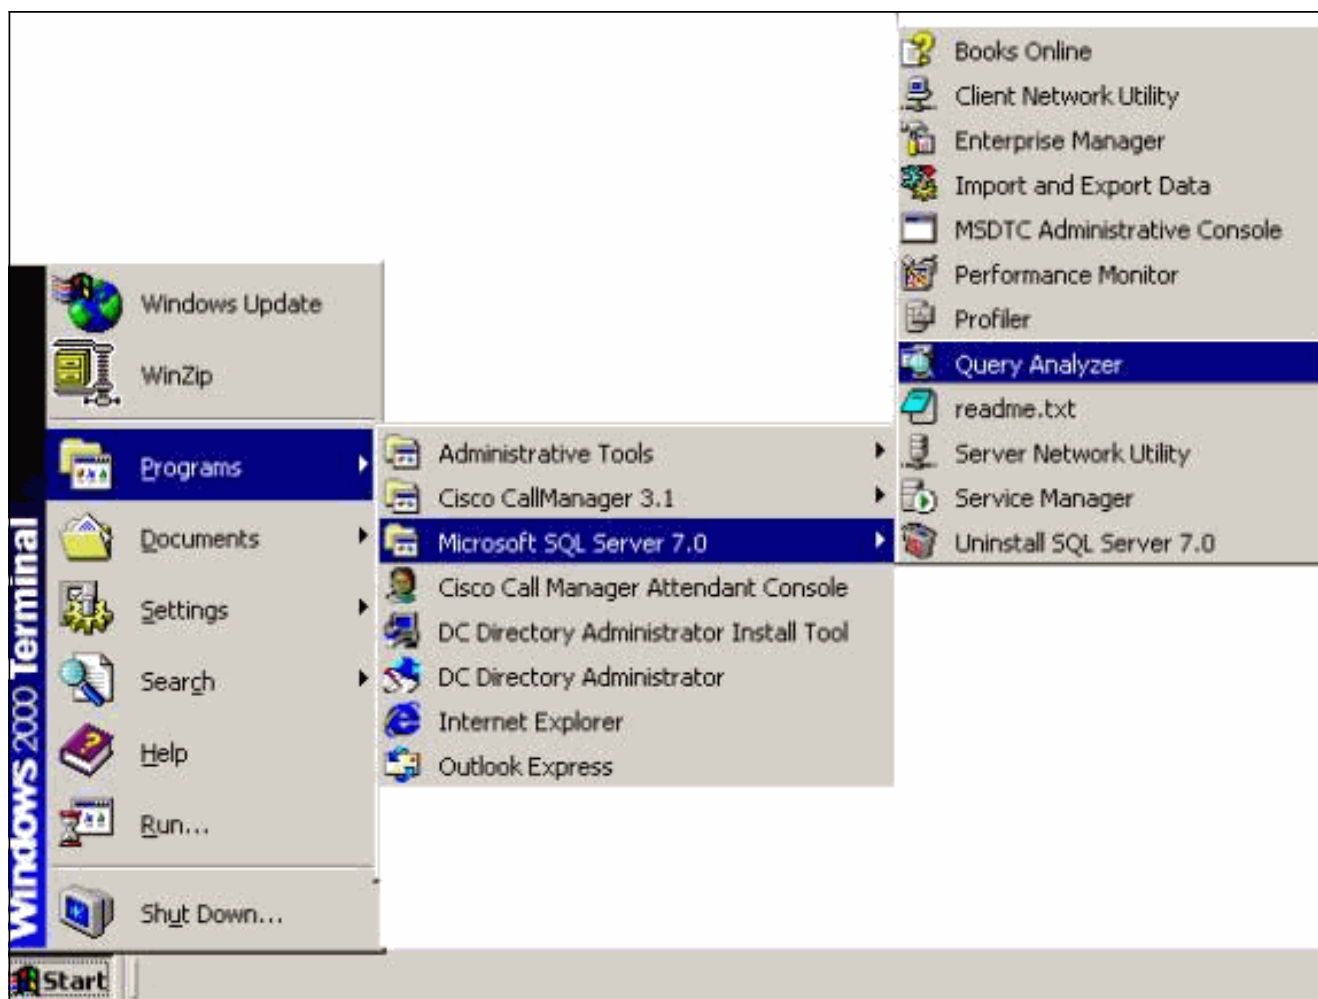 Windows Update
WinZip
Programs
Documents
Settings
Search
Help
Run...
Shut Down...
Windows 2000 Terminal
Start
Administrative Tools
Cisco CallManager 3.1
Microsoft SQL Server 7.0
Cisco Call Manager Attendant Console
DC Directory Administrator Install Tool
DC Directory Administrator
Internet Explorer
Outlook Express
Books Online
Client Network Utility
Enterprise Manager
Import and Export Data
MSDTC Administrative Console
Performance Monitor
Profiler
Query Analyzer
readme.txt
Server Network Utility
Service Manager
Uninstall SQL Server 7.0